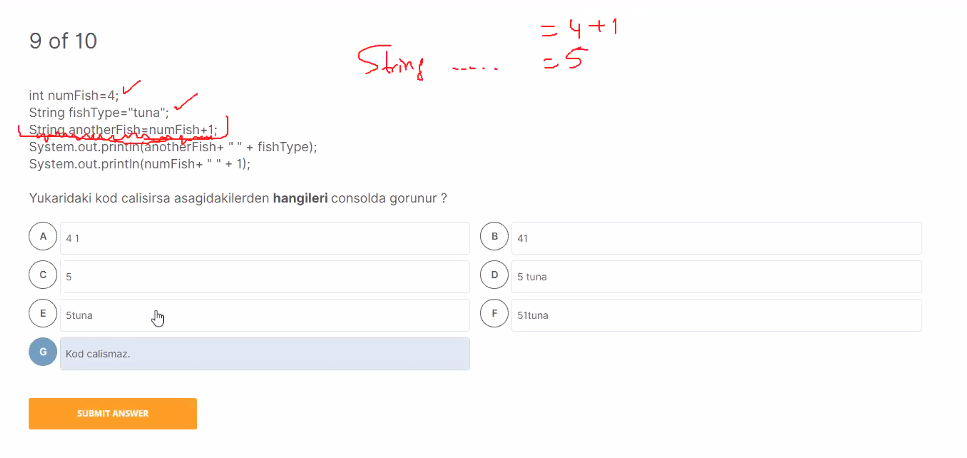 9 of 10
= 4 + 1
String ..... = 5
int numFish=4;
String fishType="tuna";
String anotherFish=numFish+1;
System.out.println(anotherFish+ " " + fishType);
System.out.println(numFish+ " " + 1);
Yukaridaki kod calisirsa asagidakilerden hangileri consolda gorunur ?
A 4 1
B 41
C 5
D 5 tuna
E 5tuna
F 51tuna
G Kod calismaz.
SUBMIT ANSWER